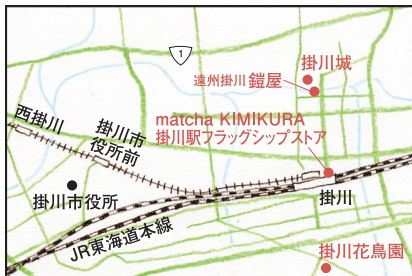 1
掛川城
遠州掛川 鎧屋
matcha KIMIKURA
掛川駅フラッグシップストア
西掛川
掛川市
役所前
掛川市役所
掛川
JR東海道本線
掛川花鳥園